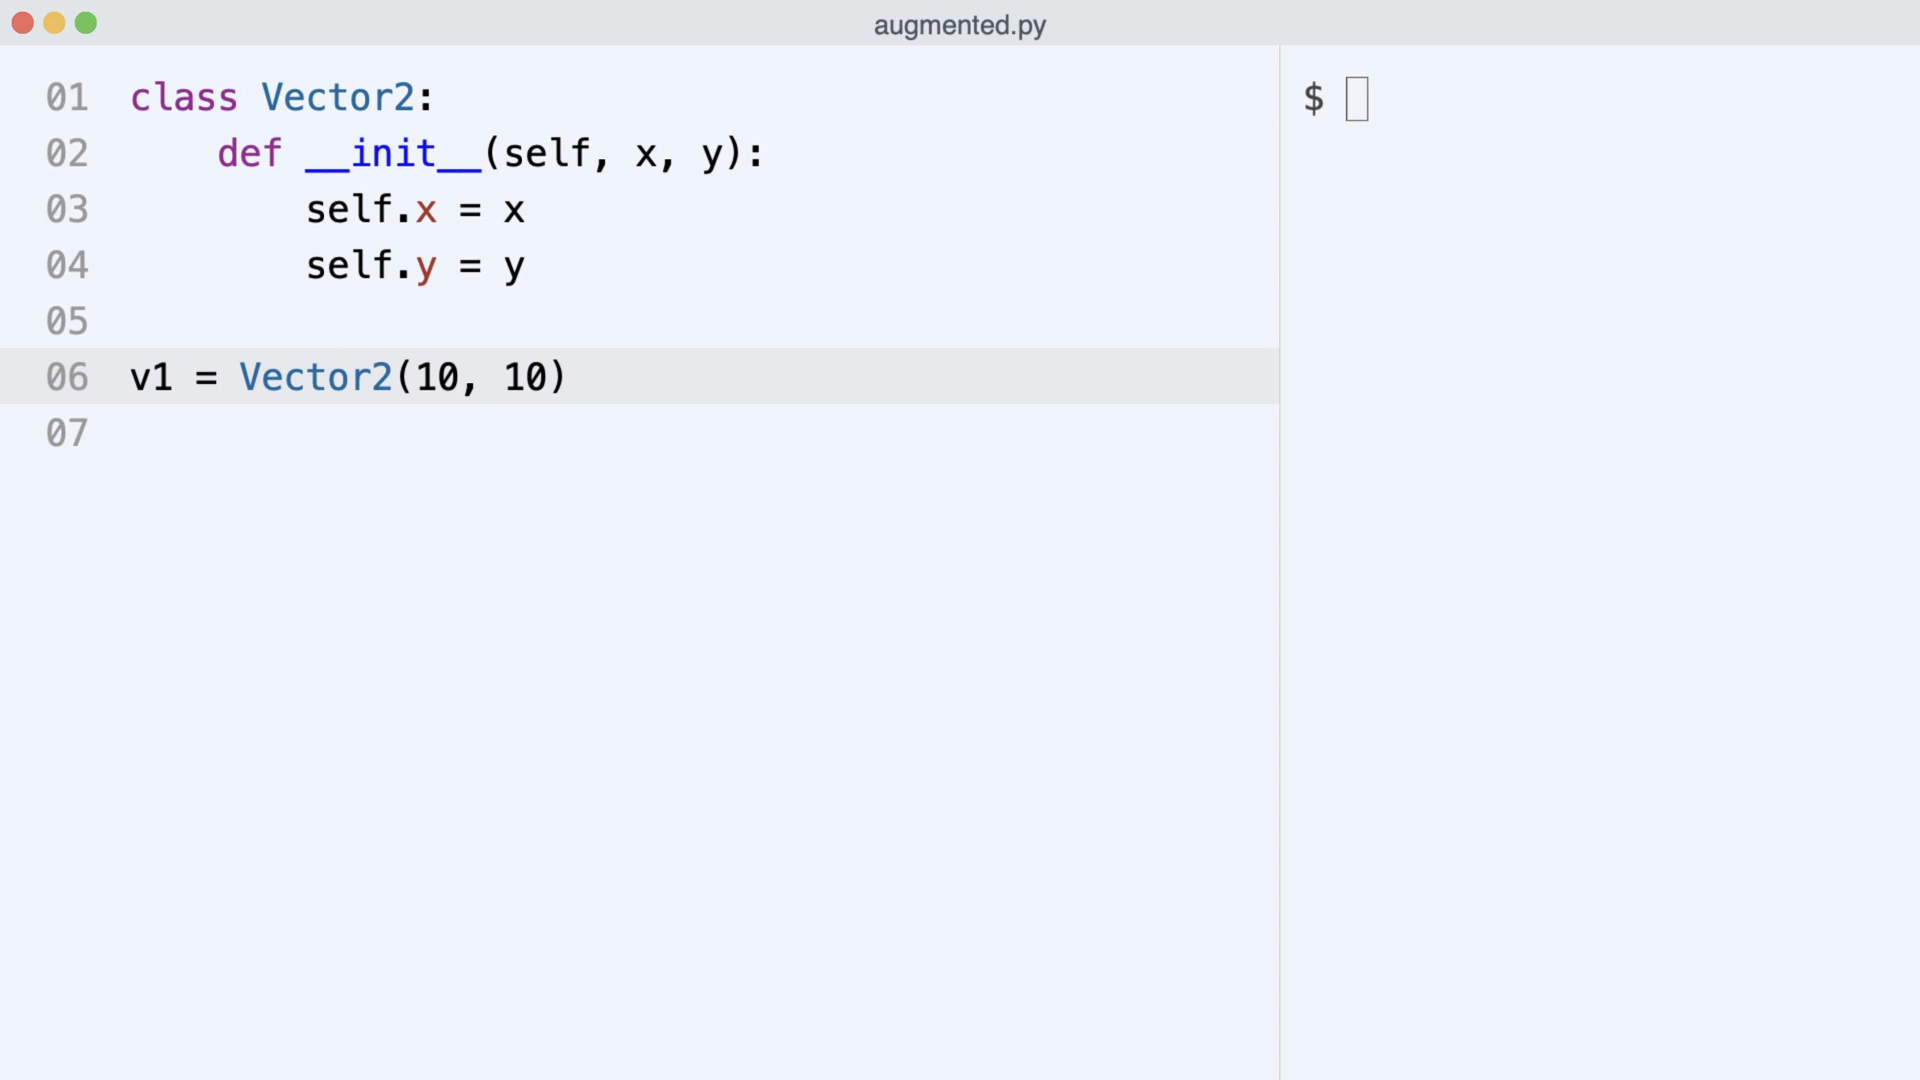 augmented.py
01 class Vector2:
02     def __init__(self, x, y):
03         self.x = x
04         self.y = y
05
06 v1 = Vector2(10, 10)
07
$